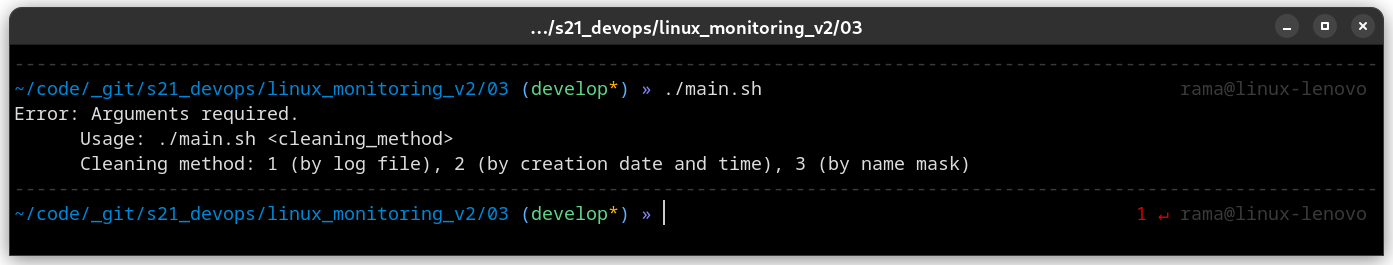 …/s21_devops/linux_monitoring_v2/03
~/code/_git/s21_devops/linux_monitoring_v2/03 (develop*) » ./main.sh rama@linux-lenovo
Error: Arguments required.
Usage: ./main.sh <cleaning_method>
Cleaning method: 1 (by log file), 2 (by creation date and time), 3 (by name mask)
~/code/_git/s21_devops/linux_monitoring_v2/03 (develop*) » 1 ↵ rama@linux-lenovo